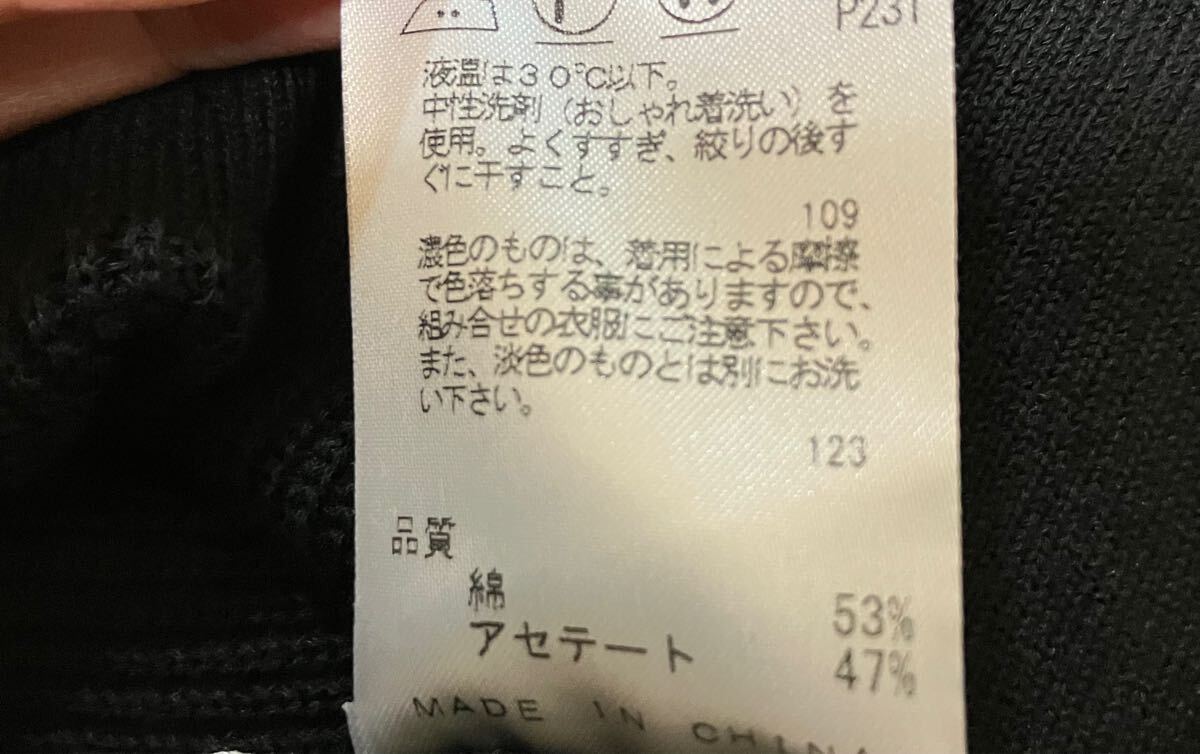 P231
液温は30℃以下。
中性洗剤（おしゃれ着洗い）を
使用。よくすすぎ、絞りの後す
ぐに干すこと。
109
濃色のものは、着用による摩擦
で色落ちする事がありますので、
組み合せの衣服にご注意下さい。
また、淡色のものとは別にお洗
い下さい。
123
品質
綿 53%
アセテート 47%
MADE IN CHINA